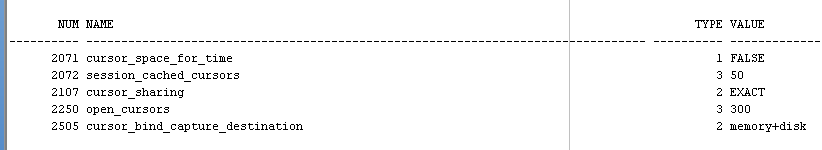 NUM NAME TYPE VALUE
---------- -------------------------------------------------------------------------------- ---------- ------------
2071 cursor_space_for_time 1 FALSE
2072 session_cached_cursors 3 50
2107 cursor_sharing 2 EXACT
2250 open_cursors 3 300
2505 cursor_bind_capture_destination 2 memory+disk